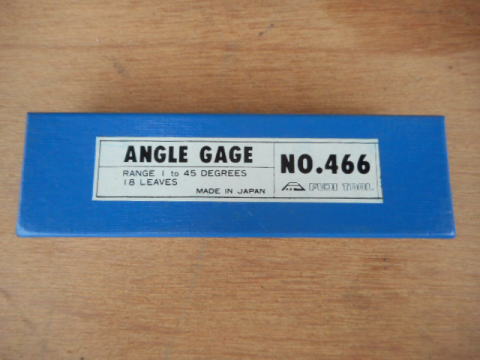 ANGLE GAGE
RANGE 1 to 45 DEGREES
18 LEAVES
MADE IN JAPAN
NO.466
FUJI TOOL